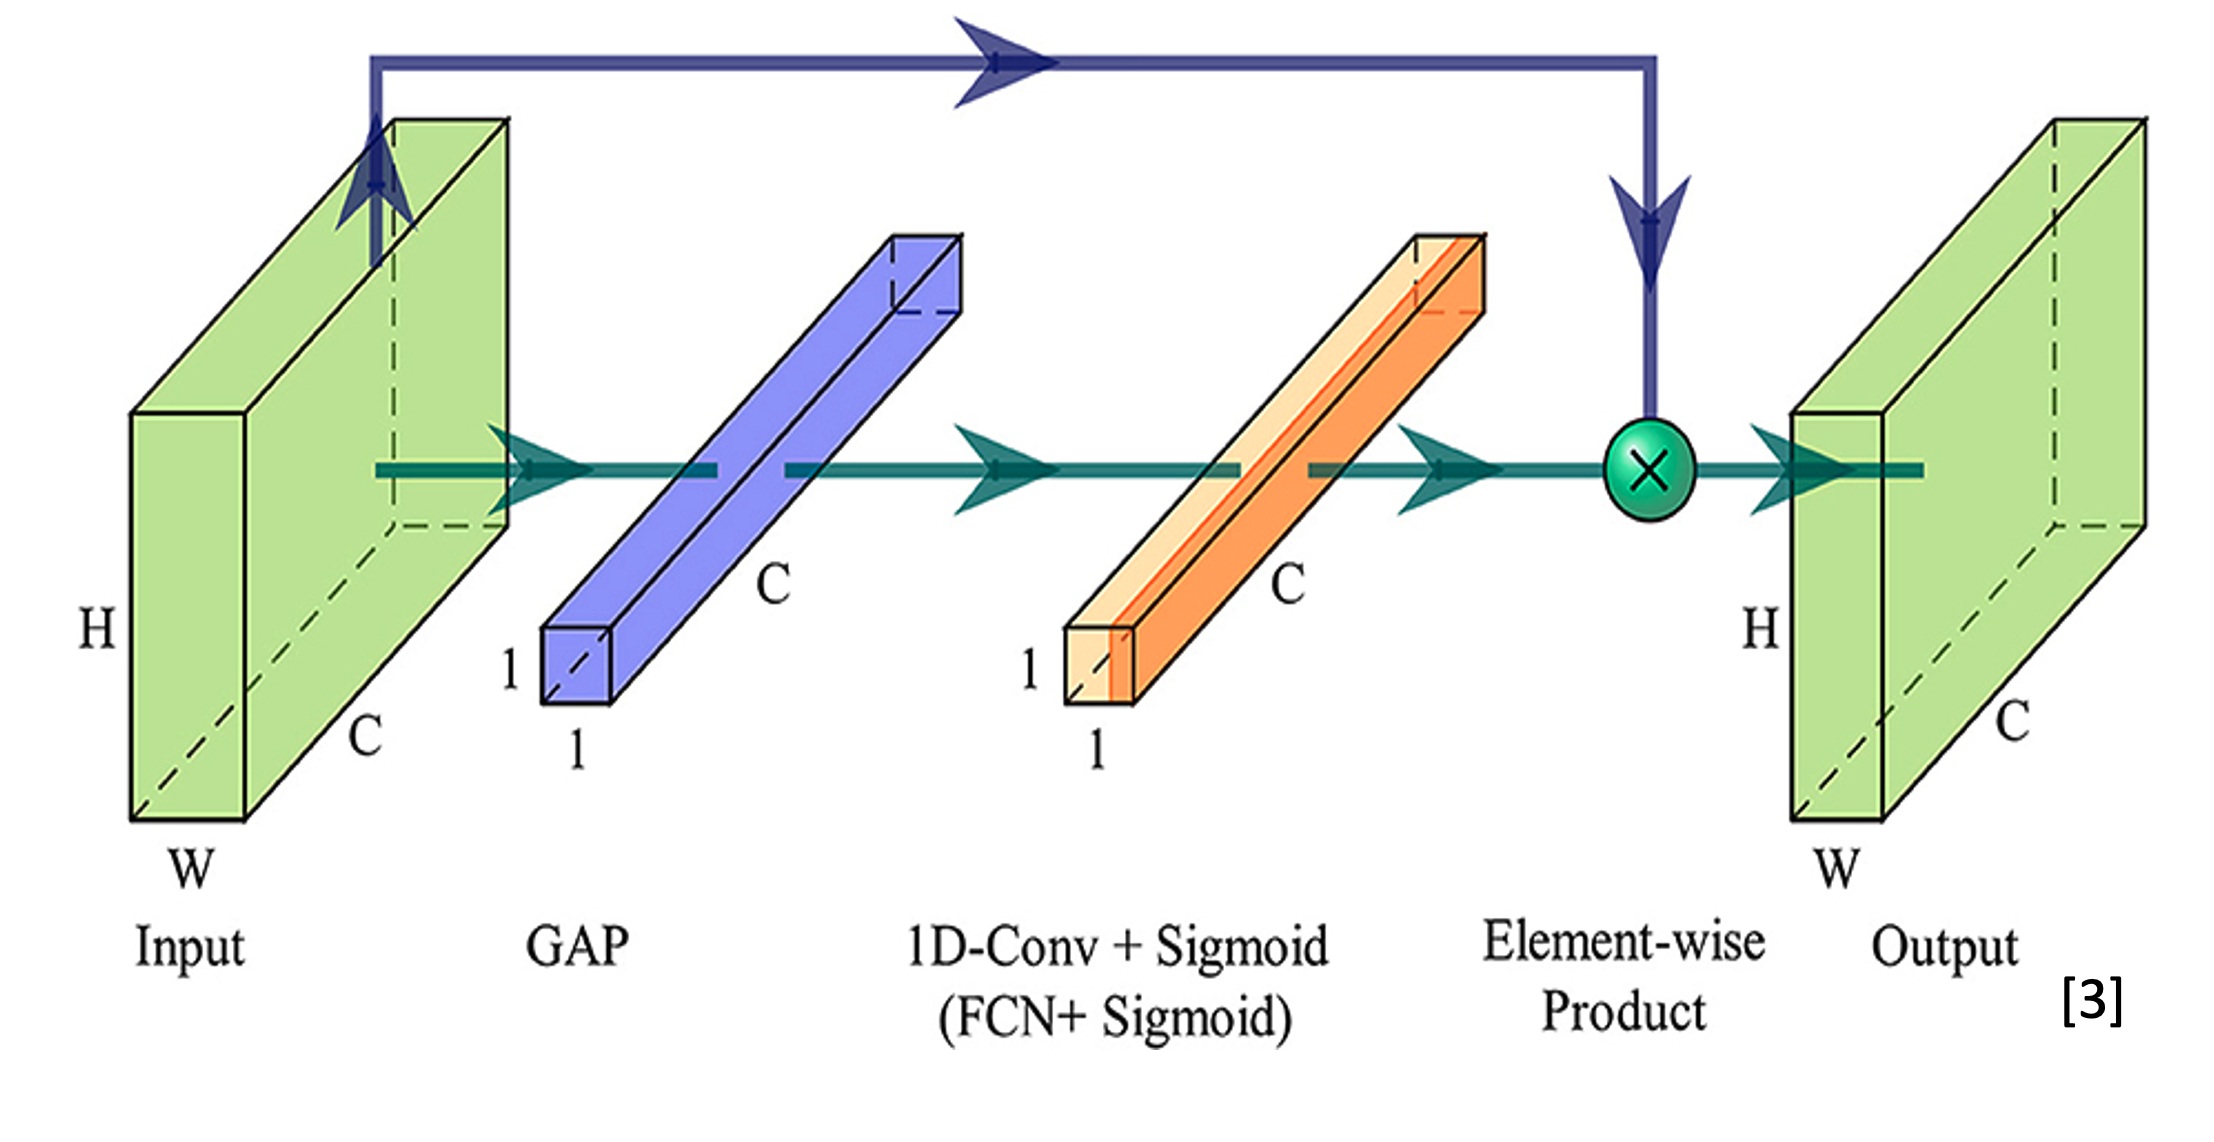 H
W
C
1
1
C
1
1
C
H
W
C
Input
GAP
1D-Conv + Sigmoid
(FCN+ Sigmoid)
Element-wise
Product
Output
[3]